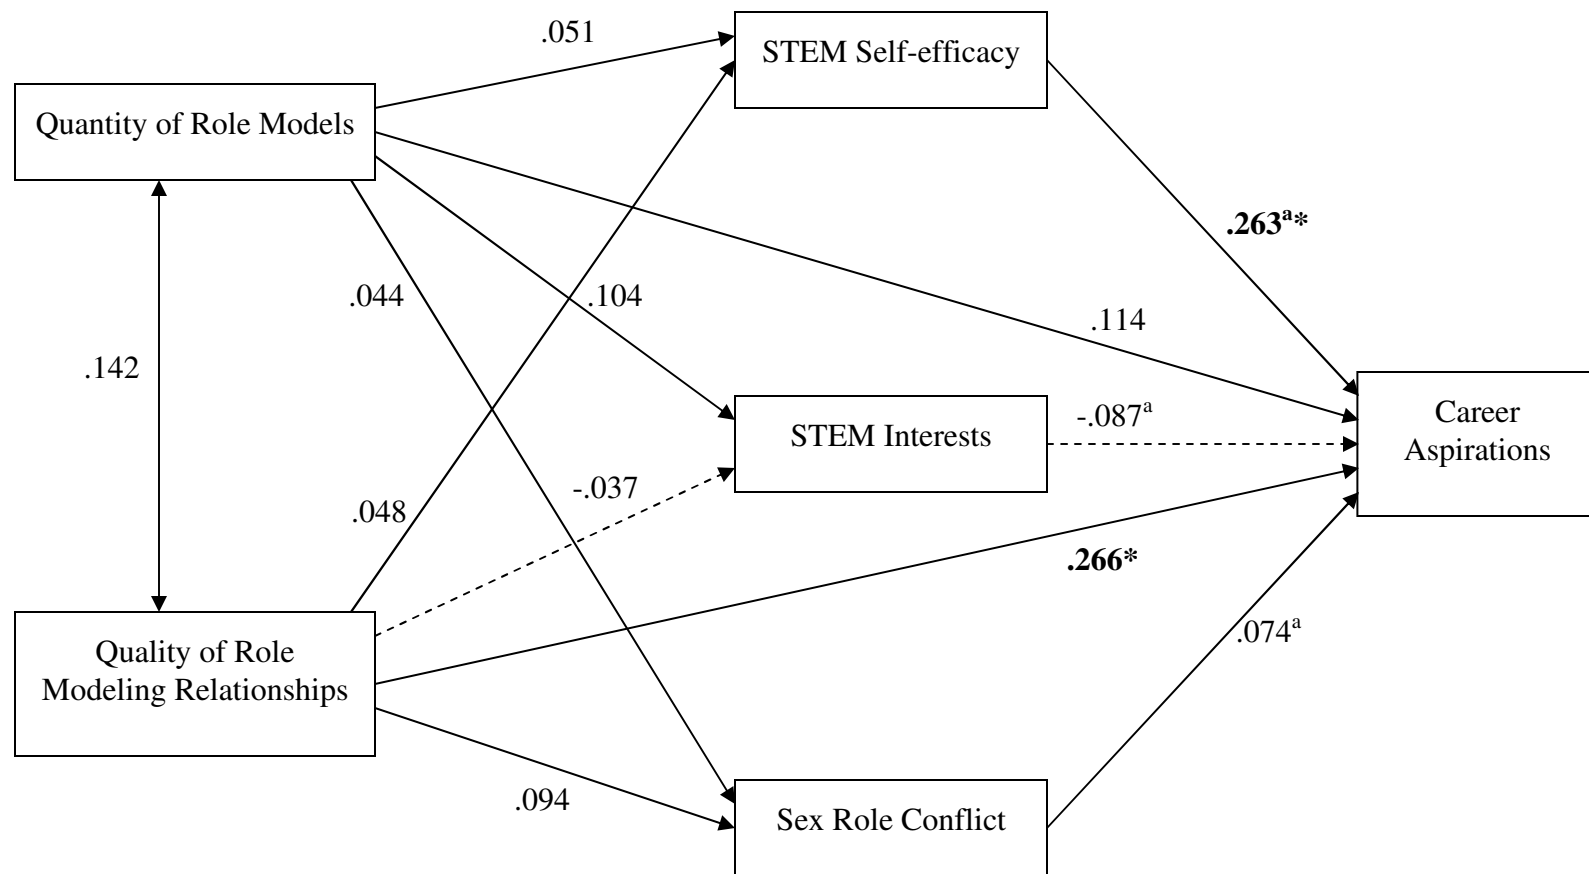 .051
STEM Self-efficacy
Quantity of Role Models
.263ᵃ*
.044
.104
.114
.142
-.087ᵃ
Career
Aspirations
STEM Interests
-.037
.048
.266*
Quality of Role
Modeling Relationships
.074ᵃ
.094
Sex Role Conflict